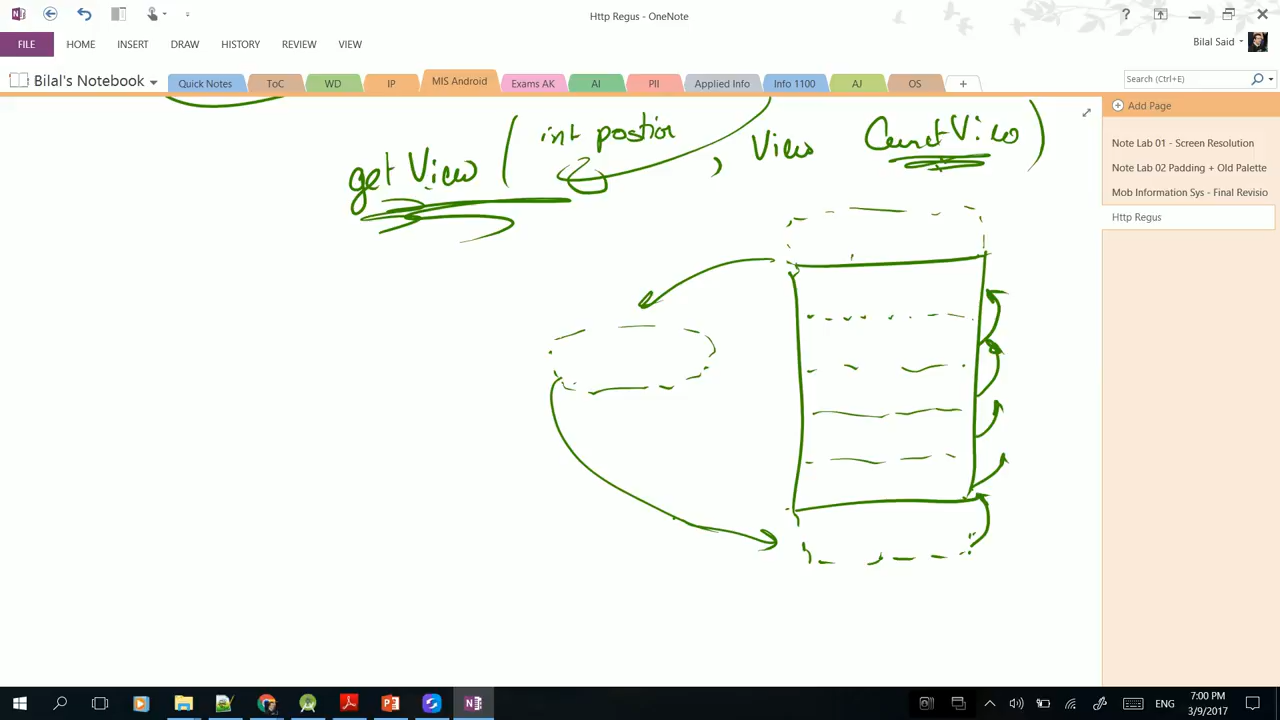 Http Regus - OneNote
?
FILE HOME INSERT DRAW HISTORY REVIEW VIEW
Bilal Said
Bilal's Notebook
Quick Notes ToC WD IP MIS Android Exams AK AI PII Applied Info Info 1100 AJ OS +
Search (Ctrl+E)
Add Page
Note Lab 01 - Screen Resolution
Note Lab 02 Padding + Old Palette
Mob Information Sys - Final Revisio
Http Regus
getView ( int position , View )
ENG
7:00 PM
3/9/2017